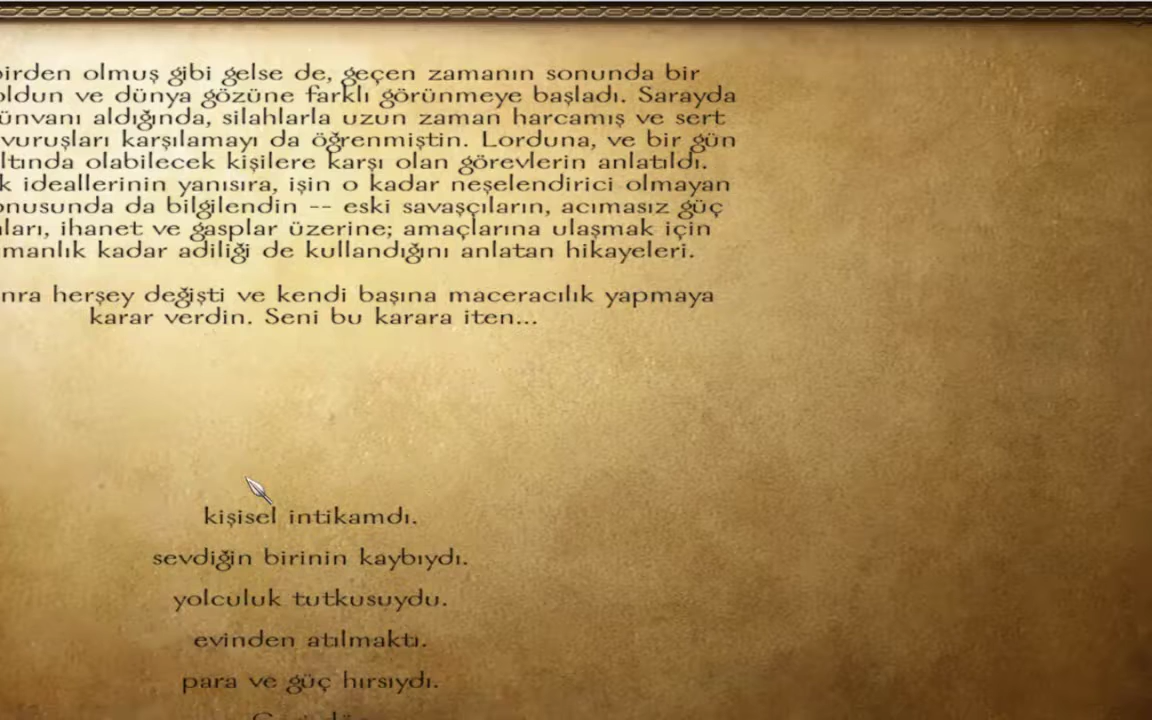 birden olmuş gibi gelse de, geçen zamanın sonunda bir
oldun ve dünya gözüne farklı görünmeye başladı. Sarayda
ünvanı aldığında, silahlarla uzun zaman harcamış ve sert
vuruşları karşılamayı da öğrenmiştin. Lorduna, ve bir gün
ltında olabilecek kişilere karşı olan görevlerin anlatıldı.
k ideallerinin yanısıra, işin o kadar neşelendirici olmayan
onusunda da bilgilendin -- eski savaşçıların, acımasız güç
ları, ihanet ve gasplar üzerine; amaçlarına ulaşmak için
manlık kadar adiliği de kullandığını anlatan hikayeleri.
nra herşey değişti ve kendi başına maceracılık yapmaya
karar verdin. Seni bu karara iten...
kişisel intikamdı.
sevdiğin birinin kaybıydı.
yolculuk tutkusuydu.
evinden atılmaktı.
para ve güç hırsıydı.